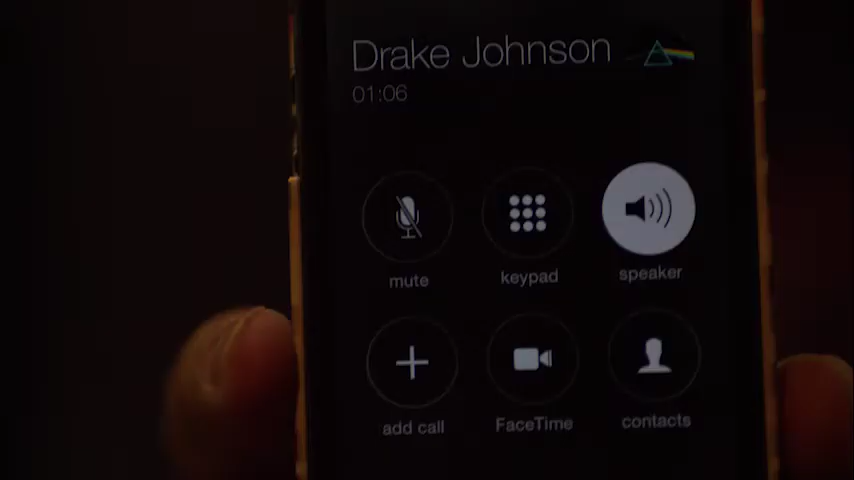 Drake Johnson
01:06
mute
keypad
speaker
add call
FaceTime
contacts